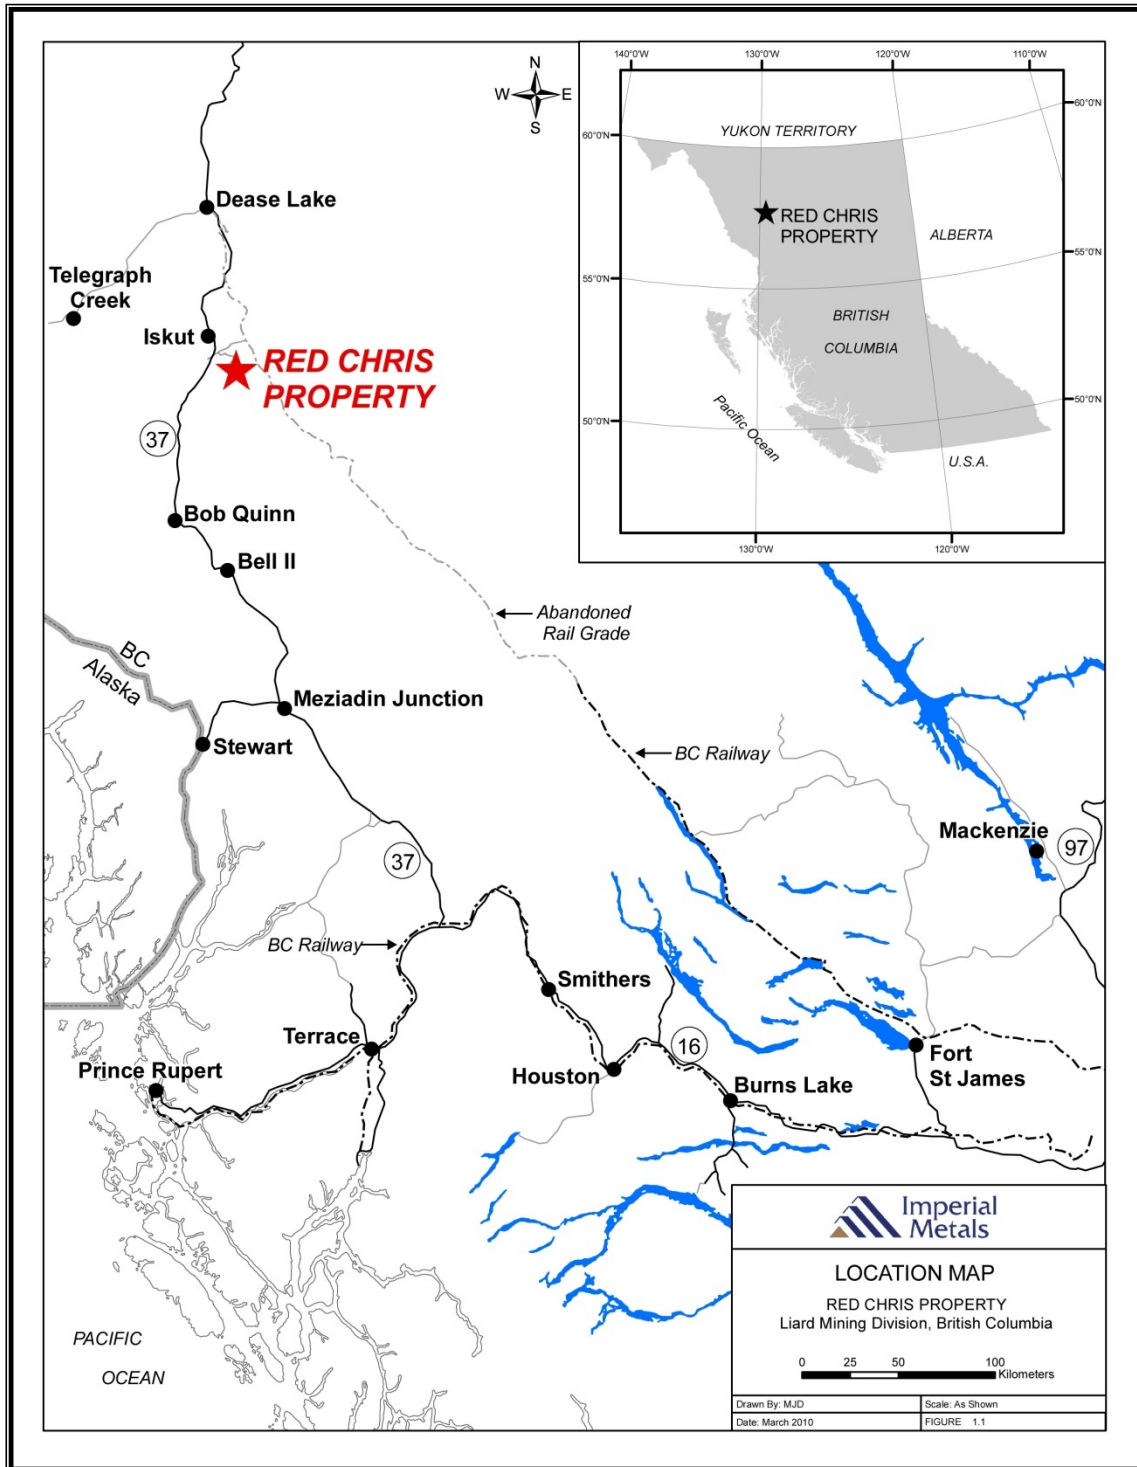 N
W E
S
Dease Lake
Telegraph
Creek
Iskut
RED CHRIS
PROPERTY
37
Bob Quinn
Bell II
Abandoned
Rail Grade
BC
Alaska
Meziadin Junction
Stewart
BC Railway
37
Mackenzie
97
BC Railway
Smithers
Terrace
16
Prince Rupert
Houston
Fort
St James
Burns Lake
PACIFIC
OCEAN
140°0'W
130°0'W
120°0'W
110°0'W
60°0'N
60°0'N
YUKON TERRITORY
RED CHRIS
PROPERTY
ALBERTA
55°0'N
55°0'N
BRITISH
COLUMBIA
50°0'N
50°0'N
Pacific Ocean
U.S.A.
130°0'W
120°0'W
Imperial
Metals
LOCATION MAP
RED CHRIS PROPERTY
Liard Mining Division, British Columbia
0 25 50 100
Kilometers
Drawn By: MJD
Scale: As Shown
Date: March 2010
FIGURE 1.1